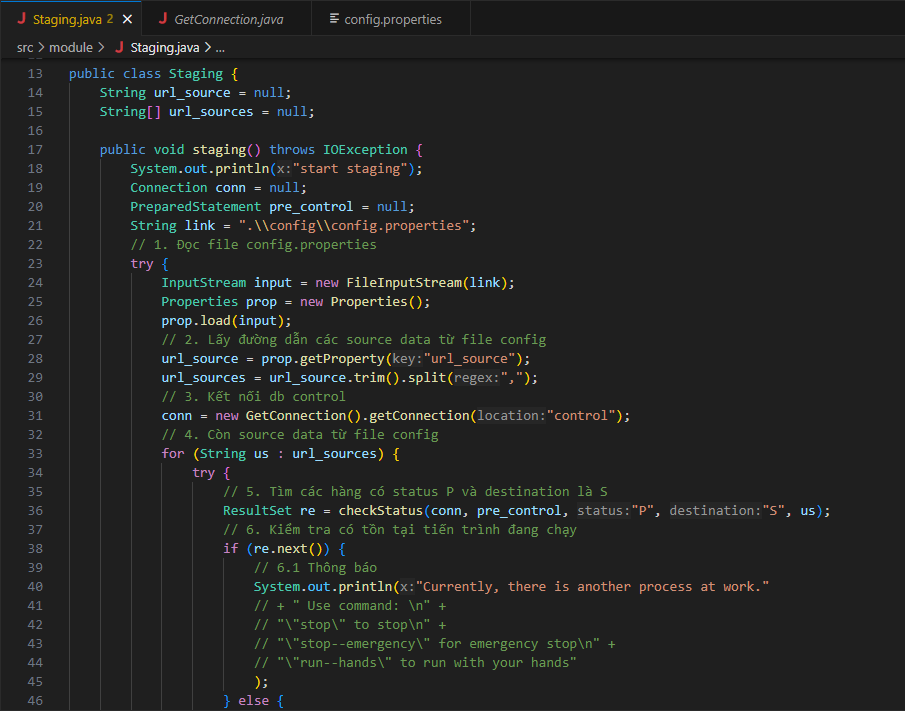 Staging.java 2
GetConnection.java
config.properties
src > module > Staging.java > ...
13 public class Staging {
14 String url_source = null;
15 String[] url_sources = null;
16
17 public void staging() throws IOException {
18 System.out.println(x:"start staging");
19 Connection conn = null;
20 PreparedStatement pre_control = null;
21 String link = ".\\config\\config.properties";
22 // 1. Đọc file config.properties
23 try {
24 InputStream input = new FileInputStream(link);
25 Properties prop = new Properties();
26 prop.load(input);
27 // 2. Lấy đường dẫn các source data từ file config
28 url_source = prop.getProperty(key:"url_source");
29 url_sources = url_source.trim().split(regex:",");
30 // 3. Kết nối db control
31 conn = new GetConnection().getConnection(location:"control");
32 // 4. Còn source data từ file config
33 for (String us : url_sources) {
34 try {
35 // 5. Tìm các hàng có status P và destination là S
36 ResultSet re = checkStatus(conn, pre_control, status:"P", destination:"S", us);
37 // 6. Kiểm tra có tồn tại tiến trình đang chạy
38 if (re.next()) {
39 // 6.1 Thông báo
40 System.out.println(x:"Currently, there is another process at work."
41 // + " Use command: \n" +
42 // "\"stop\" to stop\n" +
43 // "\"stop--emergency\" for emergency stop\n" +
44 // "\"run--hands\" to run with your hands"
45 );
46 } else {